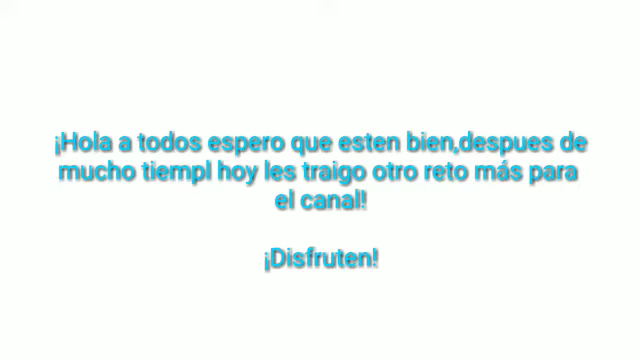 ¡Hola a todos espero que esten bien,despues de
mucho tiempl hoy les traigo otro reto más para
el canal!
¡Disfruten!